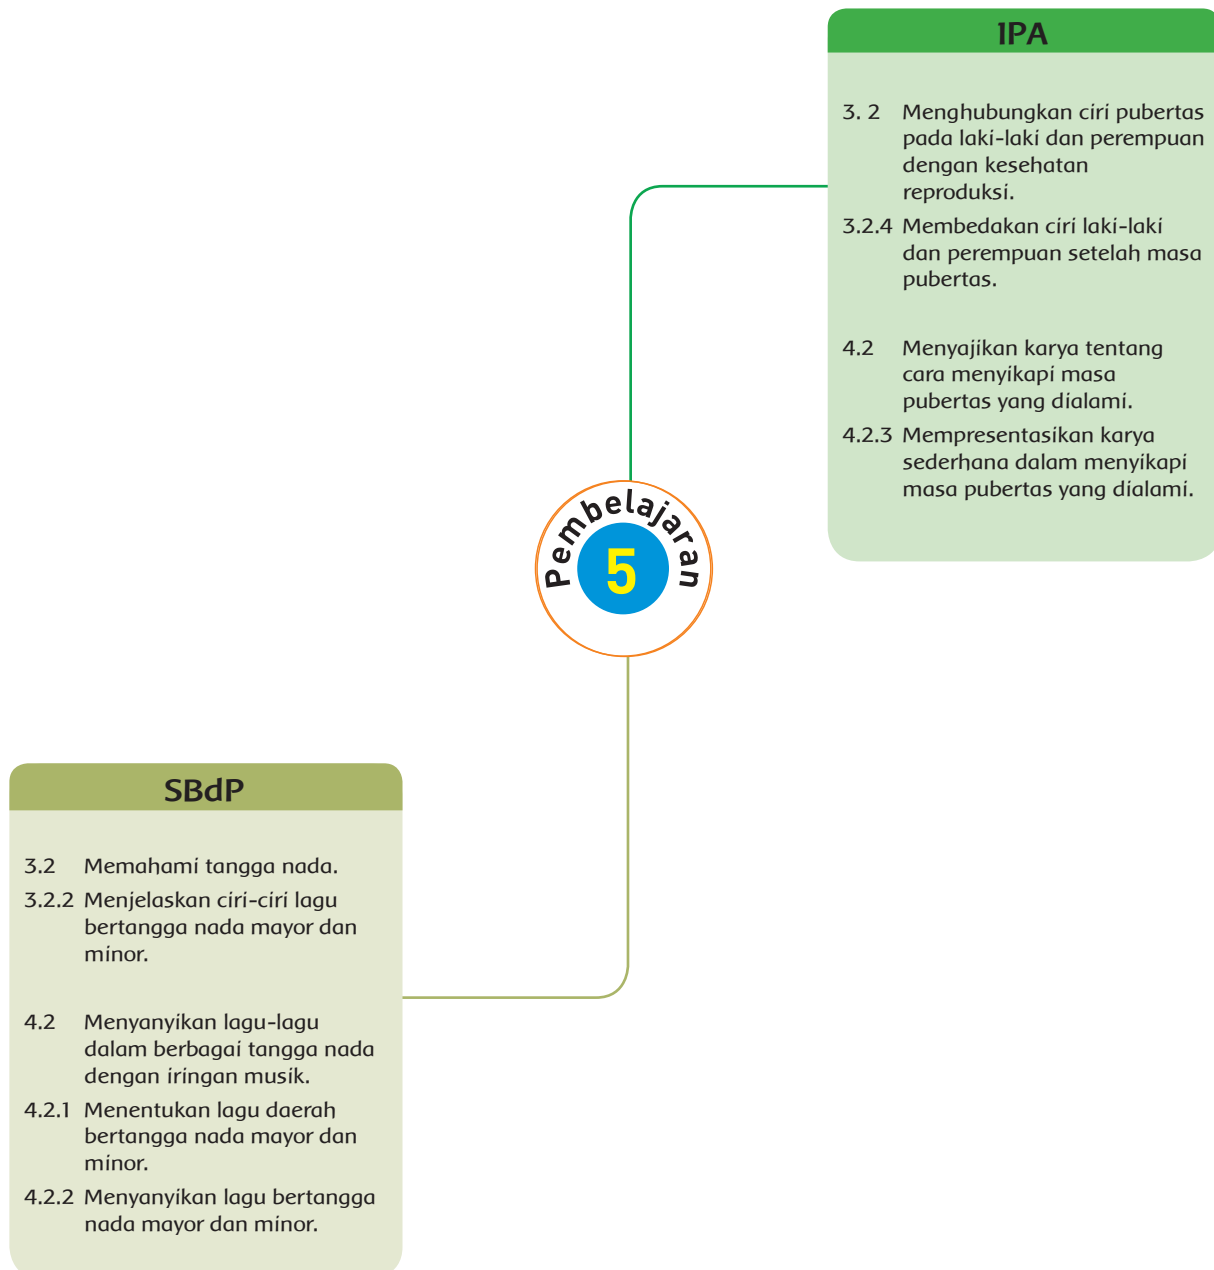 IPA
3. 2 Menghubungkan ciri pubertas
pada laki-laki dan perempuan
dengan kesehatan
reproduksi.
3.2.4 Membedakan ciri laki-laki
dan perempuan setelah masa
pubertas.
4.2 Menyajikan karya tentang
cara menyikapi masa
pubertas yang dialami.
4.2.3 Mempresentasikan karya
sederhana dalam menyikapi
masa pubertas yang dialami.
Pembelajaran
5
SBdP
3.2 Memahami tangga nada.
3.2.2 Menjelaskan ciri-ciri lagu
bertangga nada mayor dan
minor.
4.2 Menyanyikan lagu-lagu
dalam berbagai tangga nada
dengan iringan musik.
4.2.1 Menentukan lagu daerah
bertangga nada mayor dan
minor.
4.2.2 Menyanyikan lagu bertangga
nada mayor dan minor.